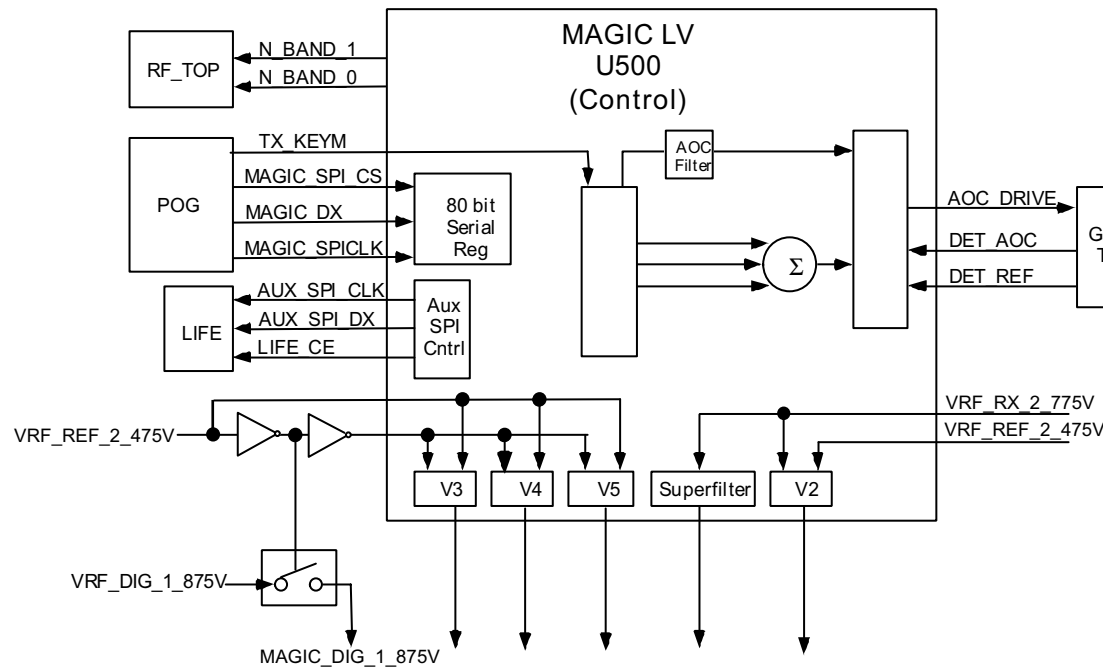 MAGIC LV
U500
(Control)
RF_TOP
N_BAND_1
N_BAND_0
POG
TX_KEYM
MAGIC_SPI_CS
MAGIC_DX
MAGIC_SPICLK
80 bit
Serial
Reg
AOC
Filter
Σ
AOC_DRIVE
DET_AOC
DET_REF
G
T
LIFE
AUX_SPI_CLK
AUX_SPI_DX
LIFE_CE
Aux
SPI
Cntrl
VRF_REF_2_475V
VRF_RX_2_775V
VRF_REF_2_475V
V3
V4
V5
Superfilter
V2
VRF_DIG_1_875V
MAGIC_DIG_1_875V